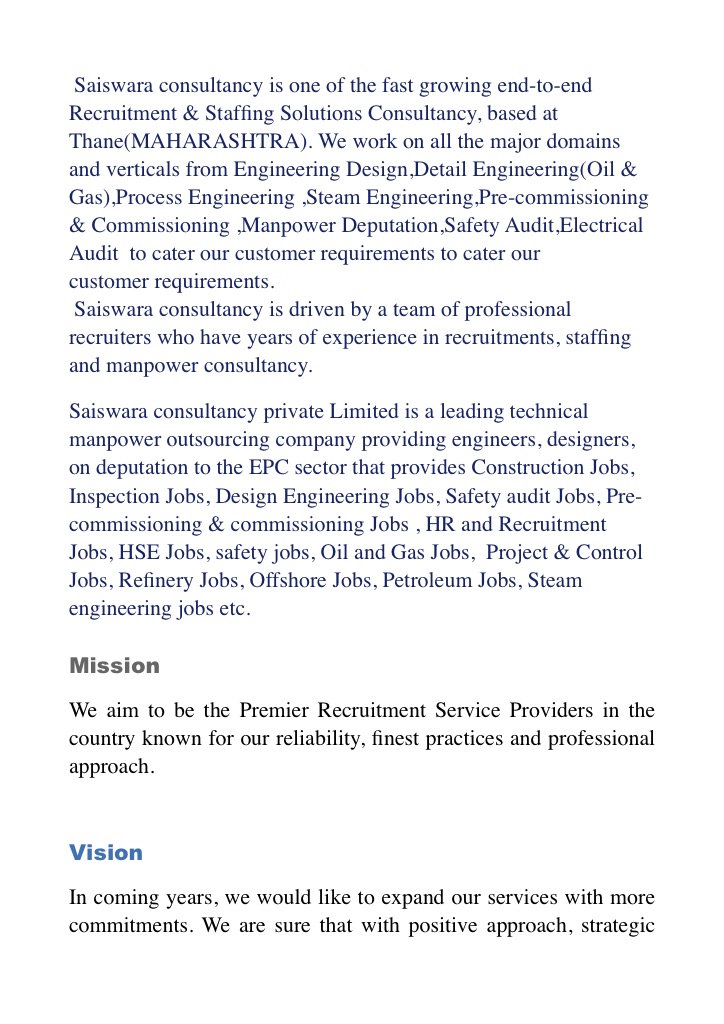 Saiswara consultancy is one of the fast growing end-to-end
Recruitment & Staffing Solutions Consultancy, based at
Thane(MAHARASHTRA). We work on all the major domains
and verticals from Engineering Design,Detail Engineering(Oil &
Gas),Process Engineering ,Steam Engineering,Pre-commissioning
& Commissioning ,Manpower Deputation,Safety Audit,Electrical
Audit  to cater our customer requirements to cater our
customer requirements.
Saiswara consultancy is driven by a team of professional
recruiters who have years of experience in recruitments, staffing
and manpower consultancy.
Saiswara consultancy private Limited is a leading technical
manpower outsourcing company providing engineers, designers,
on deputation to the EPC sector that provides Construction Jobs,
Inspection Jobs, Design Engineering Jobs, Safety audit Jobs, Pre-
commissioning & commissioning Jobs , HR and Recruitment
Jobs, HSE Jobs, safety jobs, Oil and Gas Jobs,  Project & Control
Jobs, Refinery Jobs, Offshore Jobs, Petroleum Jobs, Steam
engineering jobs etc.
Mission
We aim to be the Premier Recruitment Service Providers in the
country known for our reliability, finest practices and professional
approach.
Vision
In coming years, we would like to expand our services with more
commitments. We are sure that with positive approach, strategic